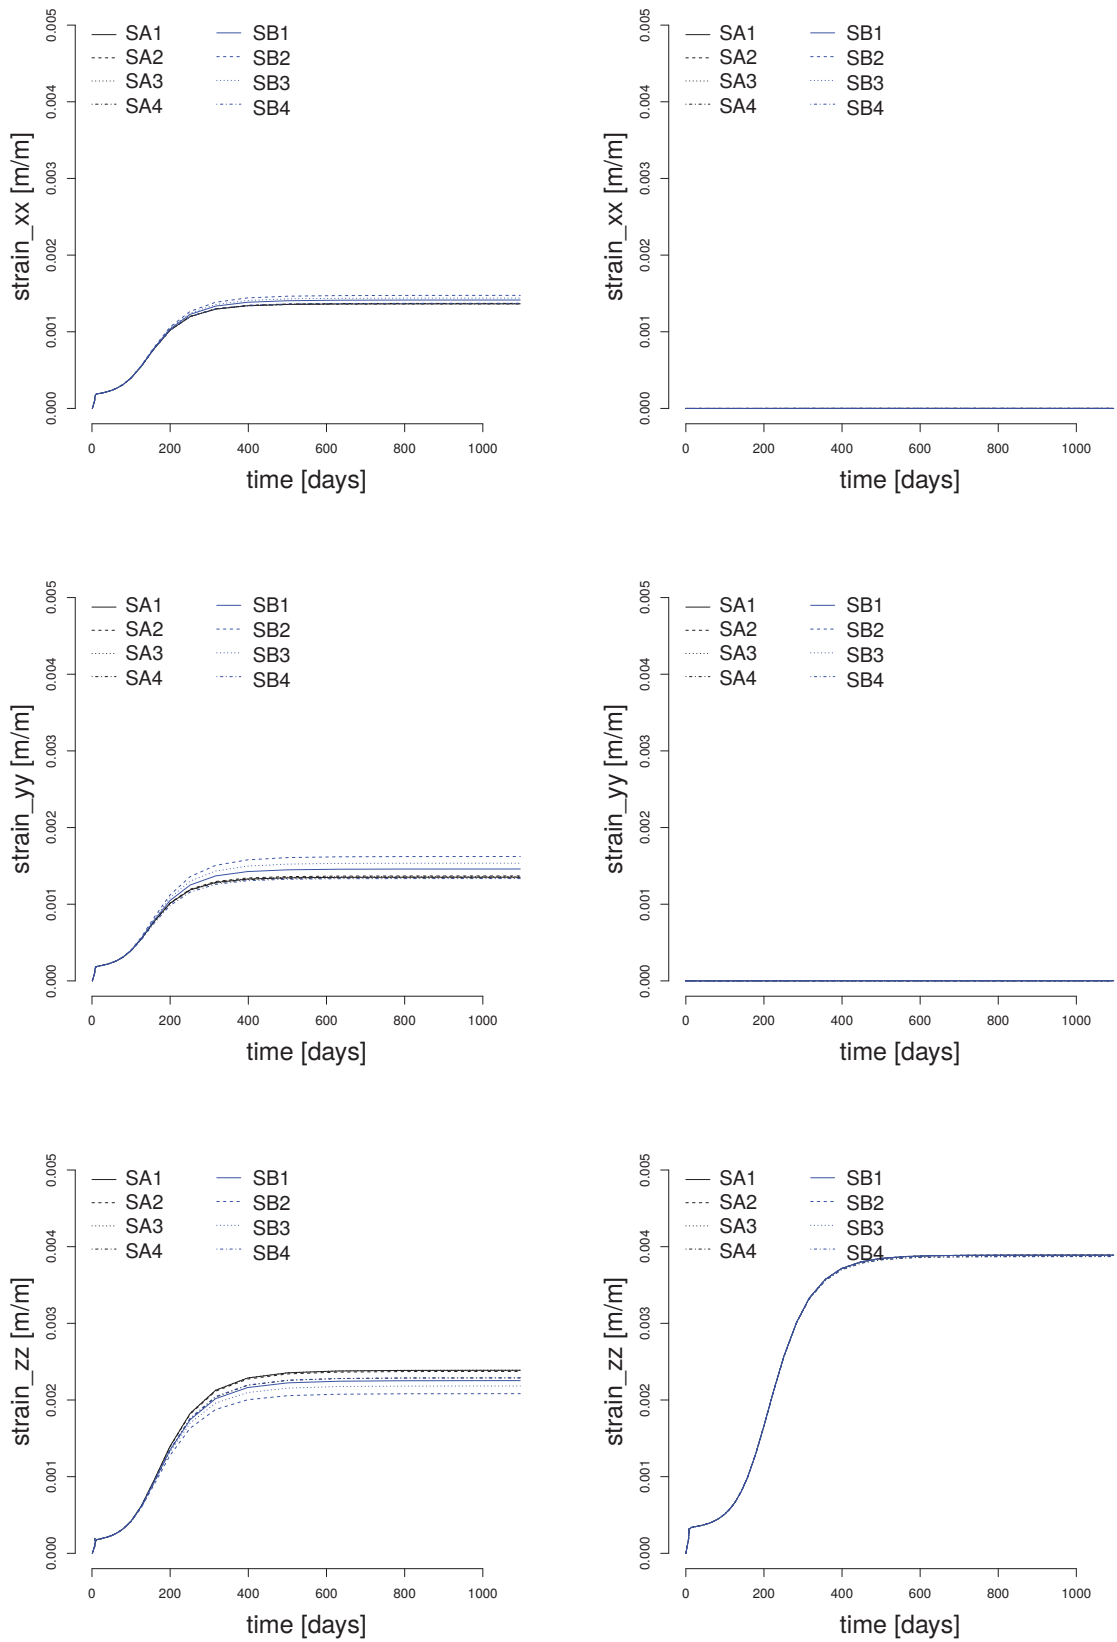 0.005
0.004
0.003
0.002
0.001
0.000
strain_xx [m/m]
SA1 SB1
SA2 SB2
SA3 SB3
SA4 SB4
0 200 400 600 800 1000
time [days]
0.005
0.004
0.003
0.002
0.001
0.000
strain_xx [m/m]
SA1 SB1
SA2 SB2
SA3 SB3
SA4 SB4
0 200 400 600 800 1000
time [days]
0.005
0.004
0.003
0.002
0.001
0.000
strain_yy [m/m]
SA1 SB1
SA2 SB2
SA3 SB3
SA4 SB4
0 200 400 600 800 1000
time [days]
0.005
0.004
0.003
0.002
0.001
0.000
strain_yy [m/m]
SA1 SB1
SA2 SB2
SA3 SB3
SA4 SB4
0 200 400 600 800 1000
time [days]
0.005
0.004
0.003
0.002
0.001
0.000
strain_zz [m/m]
SA1 SB1
SA2 SB2
SA3 SB3
SA4 SB4
0 200 400 600 800 1000
time [days]
0.005
0.004
0.003
0.002
0.001
0.000
strain_zz [m/m]
SA1 SB1
SA2 SB2
SA3 SB3
SA4 SB4
0 200 400 600 800 1000
time [days]